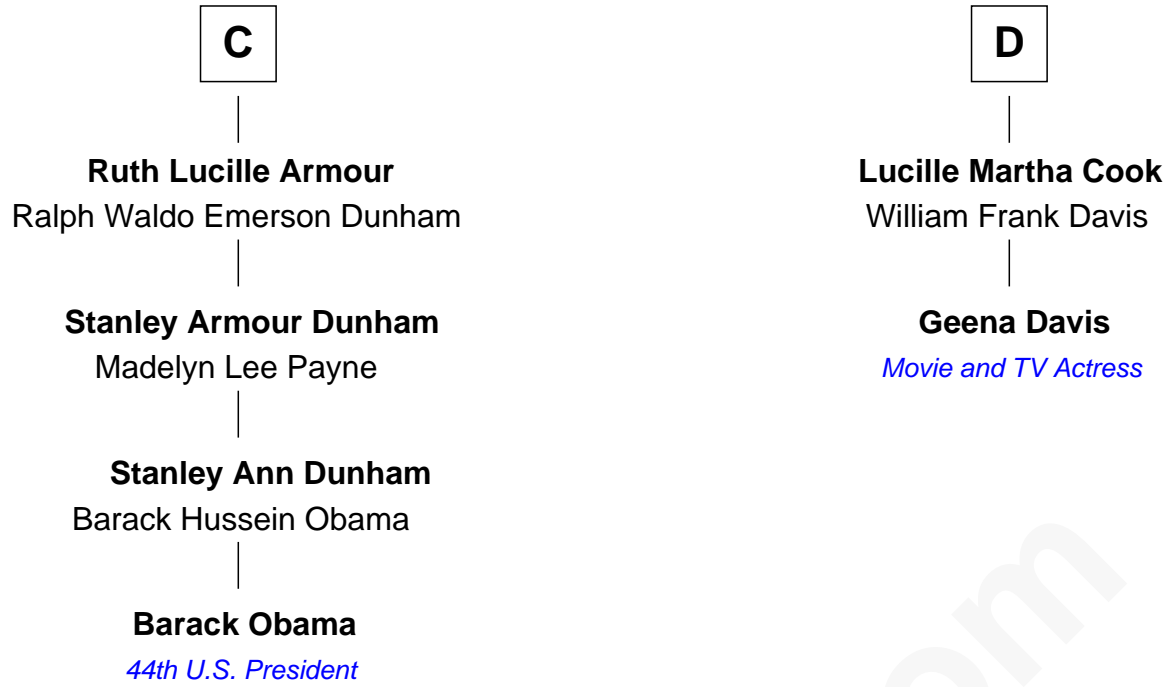 C
Ruth Lucille Armour
Ralph Waldo Emerson Dunham
Stanley Armour Dunham
Madelyn Lee Payne
Stanley Ann Dunham
Barack Hussein Obama
Barack Obama
44th U.S. President
D
Lucille Martha Cook
William Frank Davis
Geena Davis
Movie and TV Actress
om